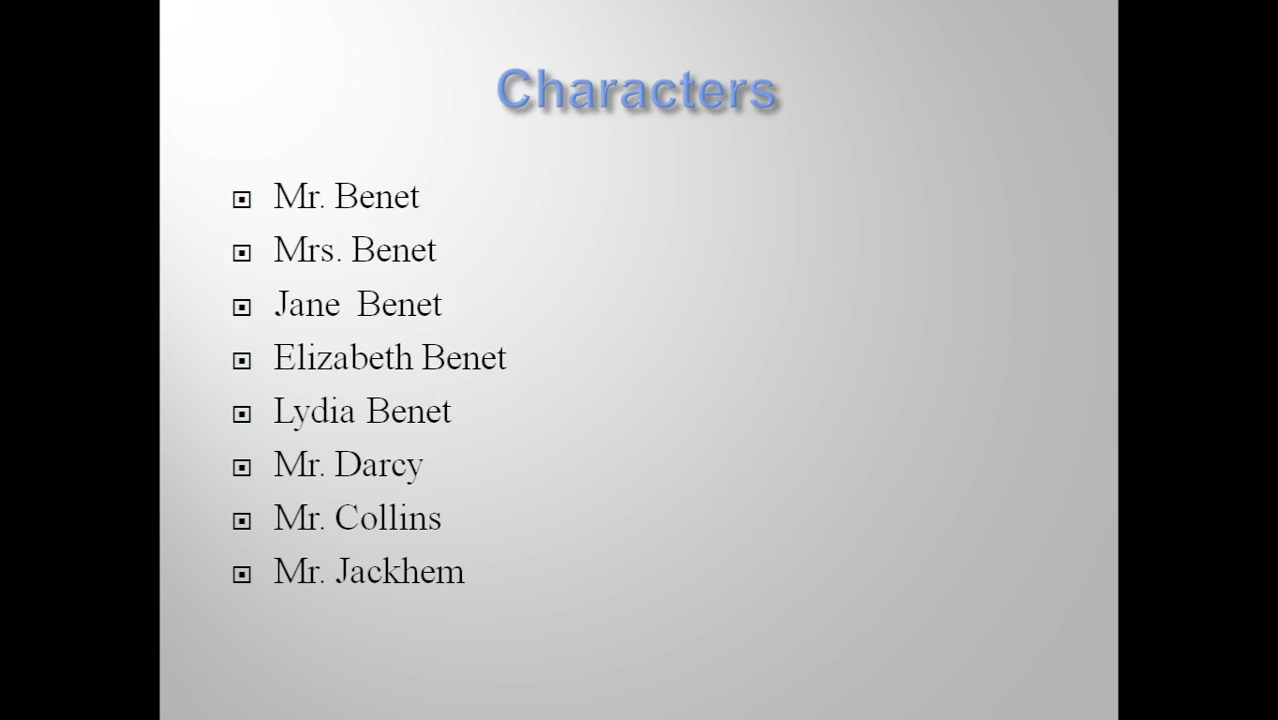 Characters
Mr. Benet
Mrs. Benet
Jane Benet
Elizabeth Benet
Lydia Benet
Mr. Darcy
Mr. Collins
Mr. Jackhem